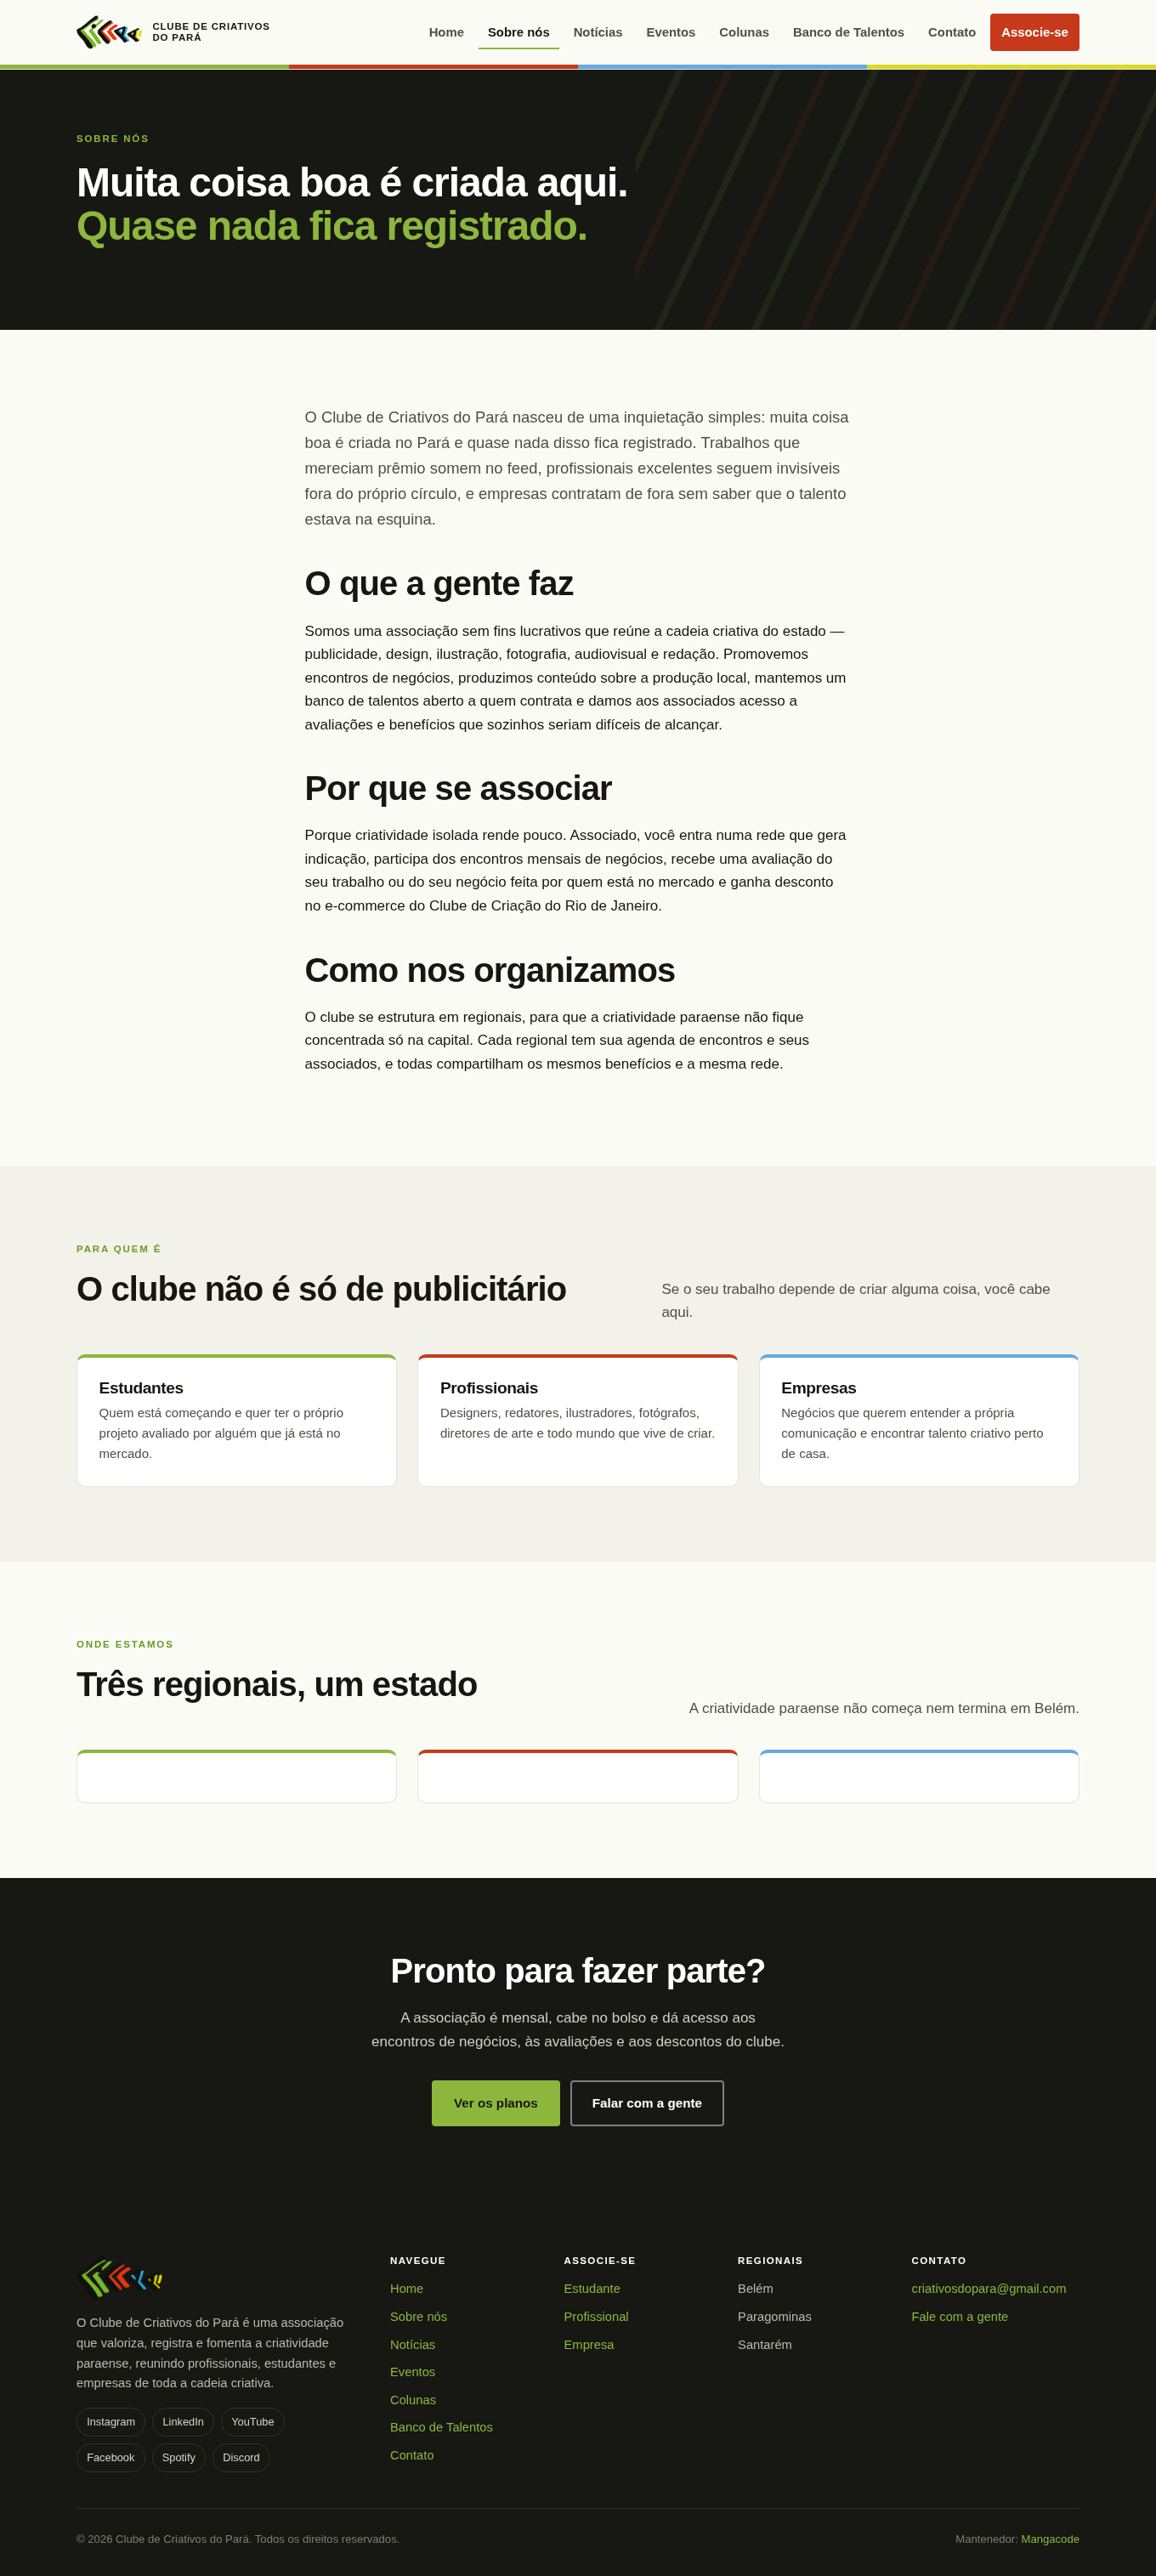 CLUBE DE CRIATIVOS
DO PARÁ
Home
Sobre nós
Notícias
Eventos
Colunas
Banco de Talentos
Contato
Associe-se
SOBRE NÓS
Muita coisa boa é criada aqui.
Quase nada fica registrado.
O Clube de Criativos do Pará nasceu de uma inquietação simples: muita coisa
boa é criada no Pará e quase nada disso fica registrado. Trabalhos que
mereciam prêmio somem no feed, profissionais excelentes seguem invisíveis
fora do próprio círculo, e empresas contratam de fora sem saber que o talento
estava na esquina.
O que a gente faz
Somos uma associação sem fins lucrativos que reúne a cadeia criativa do estado —
publicidade, design, ilustração, fotografia, audiovisual e redação. Promovemos
encontros de negócios, produzimos conteúdo sobre a produção local, mantemos um
banco de talentos aberto a quem contrata e damos aos associados acesso a
avaliações e benefícios que sozinhos seriam difíceis de alcançar.
Por que se associar
Porque criatividade isolada rende pouco. Associado, você entra numa rede que gera
indicação, participa dos encontros mensais de negócios, recebe uma avaliação do
seu trabalho ou do seu negócio feita por quem está no mercado e ganha desconto
no e-commerce do Clube de Criação do Rio de Janeiro.
Como nos organizamos
O clube se estrutura em regionais, para que a criatividade paraense não fique
concentrada só na capital. Cada regional tem sua agenda de encontros e seus
associados, e todas compartilham os mesmos benefícios e a mesma rede.
PARA QUEM É
O clube não é só de publicitário
Se o seu trabalho depende de criar alguma coisa, você cabe
aqui.
Estudantes
Quem está começando e quer ter o próprio
projeto avaliado por alguém que já está no
mercado.
Profissionais
Designers, redatores, ilustradores, fotógrafos,
diretores de arte e todo mundo que vive de criar.
Empresas
Negócios que querem entender a própria
comunicação e encontrar talento criativo perto
de casa.
ONDE ESTAMOS
Três regionais, um estado
A criatividade paraense não começa nem termina em Belém.
Pronto para fazer parte?
A associação é mensal, cabe no bolso e dá acesso aos
encontros de negócios, às avaliações e aos descontos do clube.
Ver os planos
Falar com a gente
O Clube de Criativos do Pará é uma associação
que valoriza, registra e fomenta a criatividade
paraense, reunindo profissionais, estudantes e
empresas de toda a cadeia criativa.
Instagram
LinkedIn
YouTube
Facebook
Spotify
Discord
NAVEGUE
Home
Sobre nós
Notícias
Eventos
Colunas
Banco de Talentos
Contato
ASSOCIE-SE
Estudante
Profissional
Empresa
REGIONAIS
Belém
Paragominas
Santarém
CONTATO
criativosdopara@gmail.com
Fale com a gente
© 2026 Clube de Criativos do Pará. Todos os direitos reservados.
Mantenedor: Mangacode